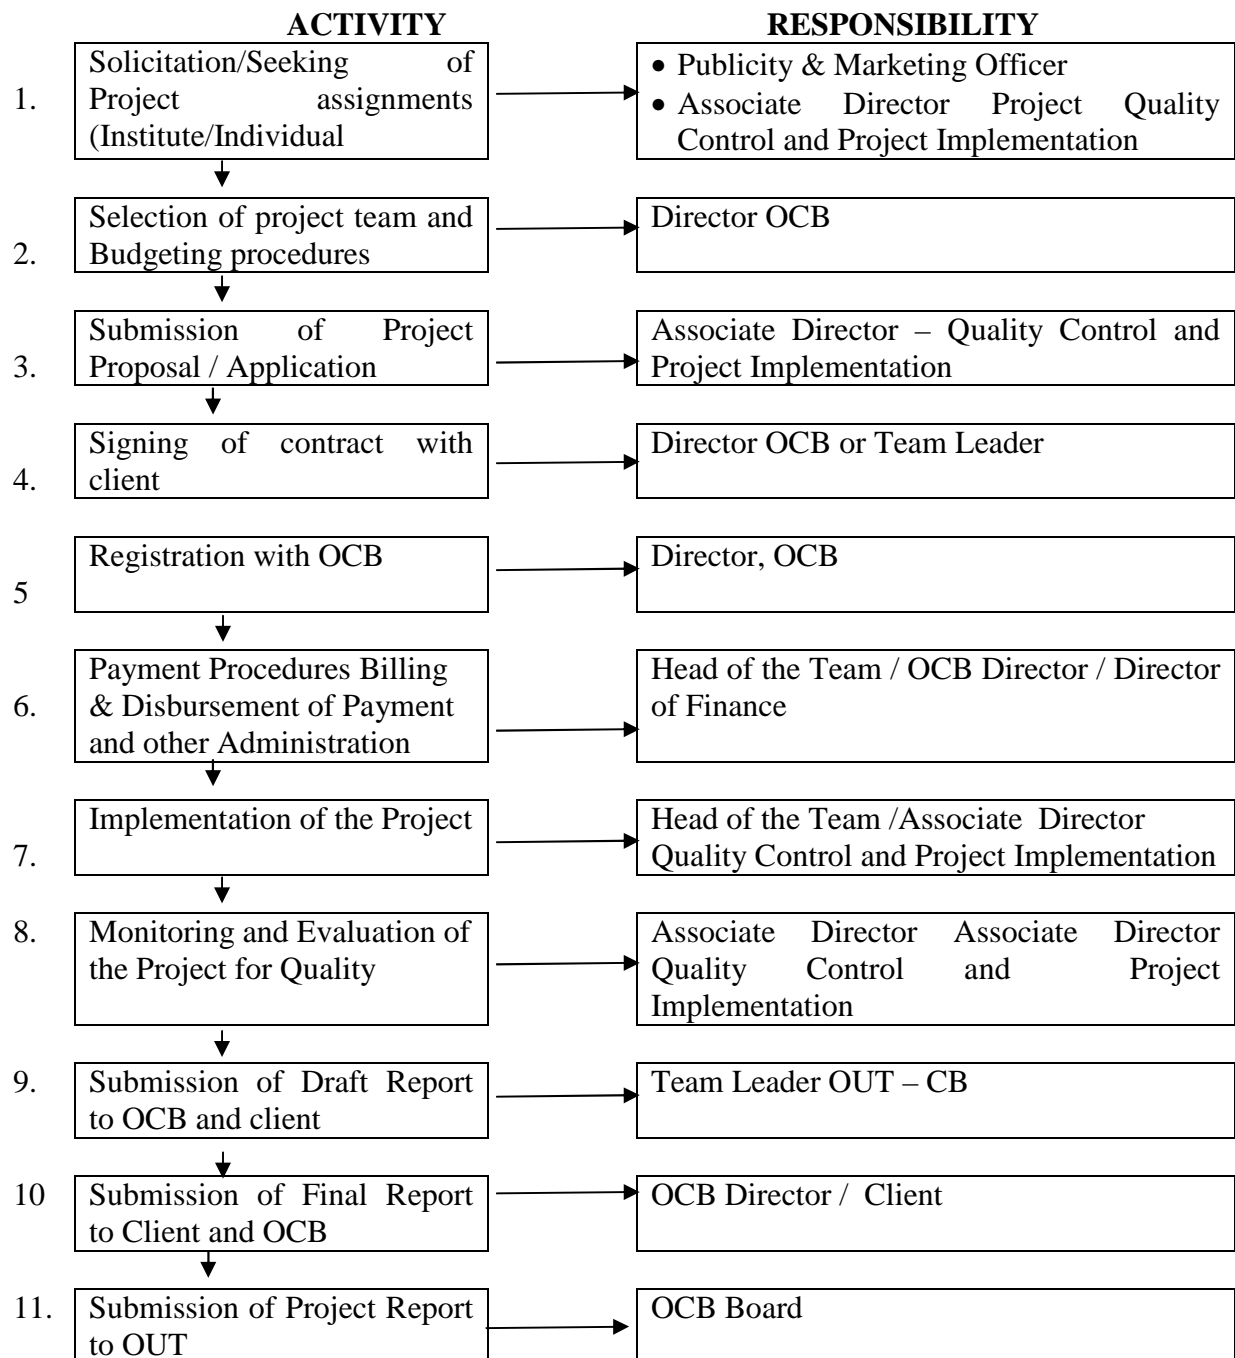 ACTIVITY RESPONSIBILITY
Solicitation/Seeking of
Project assignments
(Institute/Individual
1.
• Publicity & Marketing Officer
• Associate Director Project Quality
Control and Project Implementation
Selection of project team and
Budgeting procedures
2.
Director OCB
Submission of Project
Proposal / Application
3.
Associate Director – Quality Control and
Project Implementation
Signing of contract with
client
4.
Director OCB or Team Leader
Registration with OCB
5
Director, OCB
Payment Procedures Billing
& Disbursement of Payment
and other Administration
6.
Head of the Team / OCB Director / Director
of Finance
Implementation of the Project
7.
Head of the Team /Associate Director
Quality Control and Project Implementation
8.
Monitoring and Evaluation of
the Project for Quality
Associate Director Associate Director
Quality Control and Project
Implementation
9.
Submission of Draft Report
to OCB and client
Team Leader OUT – CB
10
Submission of Final Report
to Client and OCB
OCB Director / Client
11.
Submission of Project Report
to OUT
OCB Board